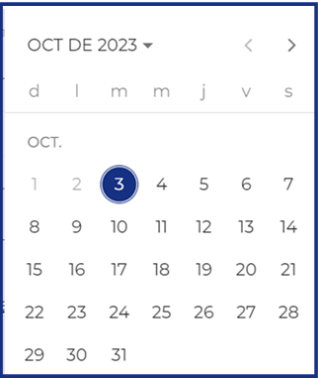 OCT DE 2023
d l m m j v s
OCT.
1 2 3 4 5 6 7
8 9 10 11 12 13 14
15 16 17 18 19 20 21
22 23 24 25 26 27 28
29 30 31